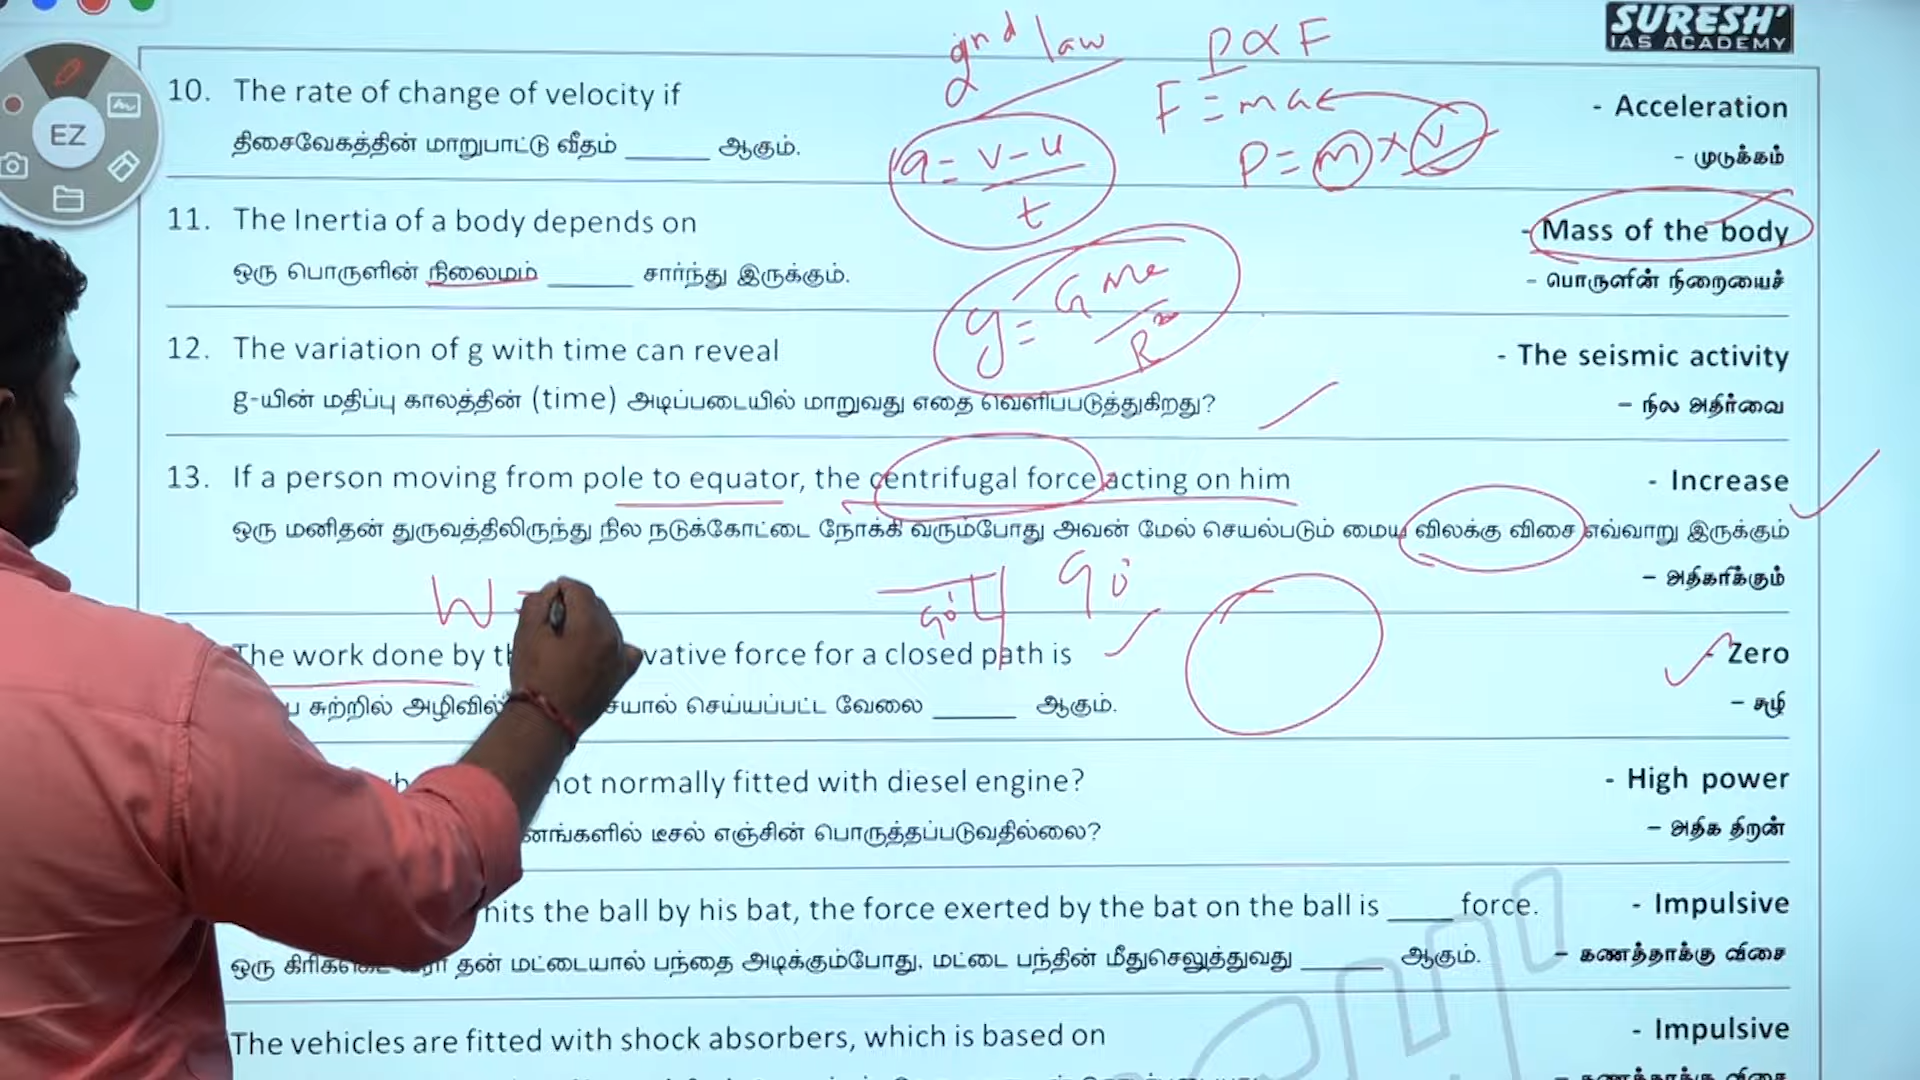 SURESH'
IAS ACADEMY
EZ
2nd law
P ∝ F
F = ma
P = m × v
a = v - u / t
10. The rate of change of velocity if - Acceleration
திசைவேகத்தின் மாறுபாட்டு வீதம் ______ ஆகும். - முடுக்கம்
11. The Inertia of a body depends on - Mass of the body
ஒரு பொருளின் நிலைமம் ______ சார்ந்து இருக்கும். - பொருளின் நிறையைச்
g = G Me / R²
12. The variation of g with time can reveal - The seismic activity
g-யின் மதிப்பு காலத்தின் (time) அடிப்படையில் மாறுவது எதை வெளிப்படுத்துகிறது? – நில அதிர்வை
13. If a person moving from pole to equator, the centrifugal force acting on him - Increase
ஒரு மனிதன் துருவத்திலிருந்து நில நடுக்கோட்டை நோக்கி வரும்போது அவன் மேல் செயல்படும் மைய விலக்கு விசை எவ்வாறு இருக்கும்
– அதிகரிக்கும்
W =
90°
90°
The work done by vative force for a closed path is - Zero
சுற்றில் செய்யப்பட்ட வேலை ______ ஆகும். – சுழி
not normally fitted with diesel engine? - High power
டீசல் எஞ்சின் பொருத்தப்படுவதில்லை? – அதிக திறன்
hits the ball by his bat, the force exerted by the bat on the ball is ____ force. - Impulsive
ஒரு தன் மட்டையால் பந்தை அடிக்கும்போது, மட்டை பந்தின் மீதுசெலுத்துவது ______ ஆகும். – கணத்தாக்கு விசை
The vehicles are fitted with shock absorbers, which is based on - Impulsive